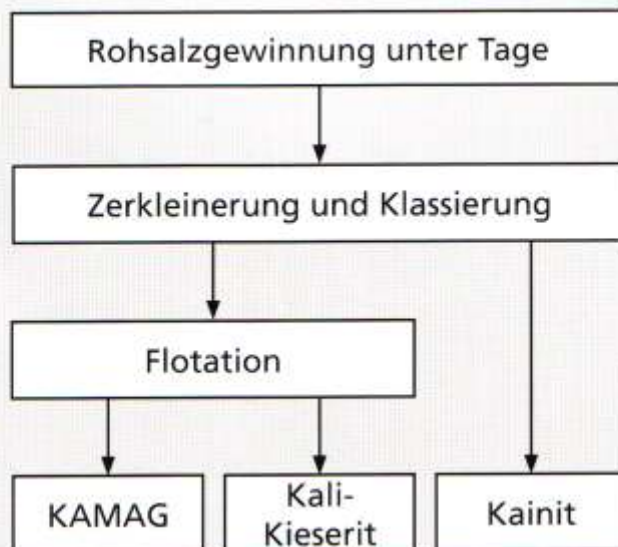 Rohsalzgewinnung unter Tage
Zerkleinerung und Klassierung
Flotation
KAMAG
Kali-
Kieserit
Kainit